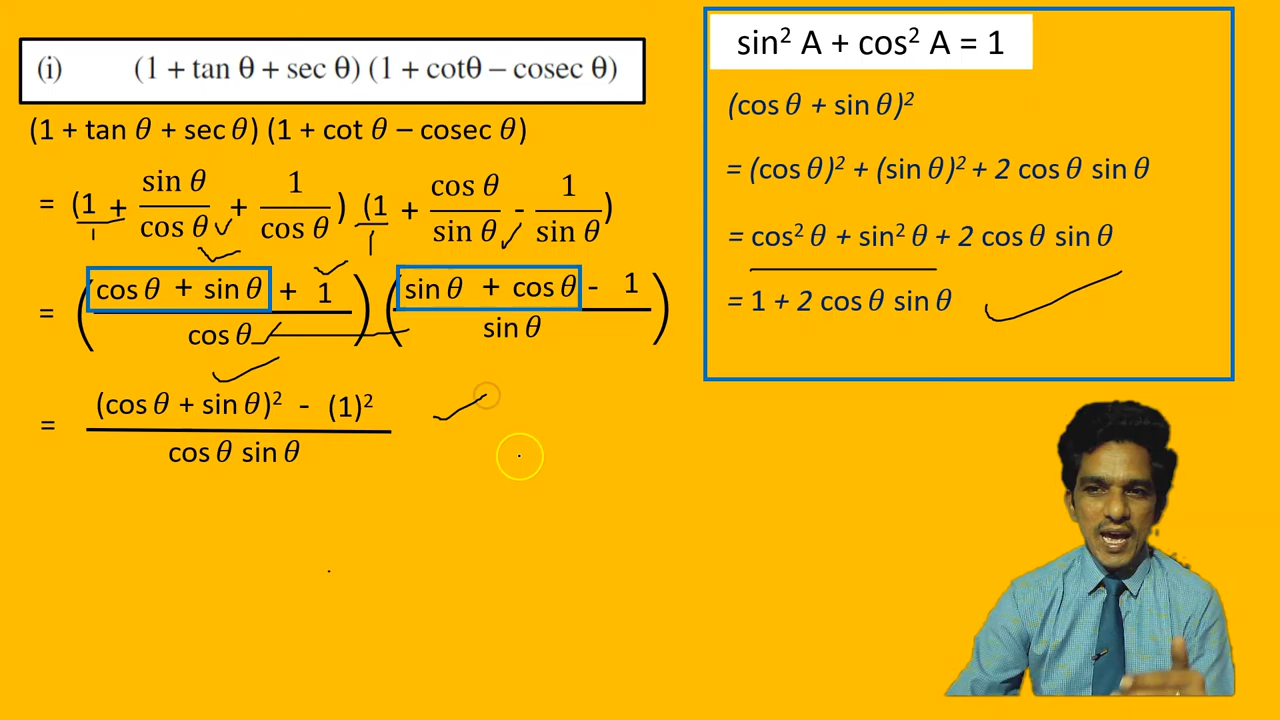 (i) (1 + tan θ + sec θ) (1 + cotθ – cosec θ)
(1 + tan θ + sec θ) (1 + cot θ – cosec θ)
= (1 + sin θ/cos θ + 1/cos θ) (1 + cos θ/sin θ - 1/sin θ)
= (cos θ + sin θ + 1/cos θ) (sin θ + cos θ - 1/sin θ)
= (cos θ + sin θ)² - (1)²/cos θ sin θ
sin² A + cos² A = 1
(cos θ + sin θ)²
= (cos θ)² + (sin θ)² + 2 cos θ sin θ
= cos² θ + sin² θ + 2 cos θ sin θ
= 1 + 2 cos θ sin θ